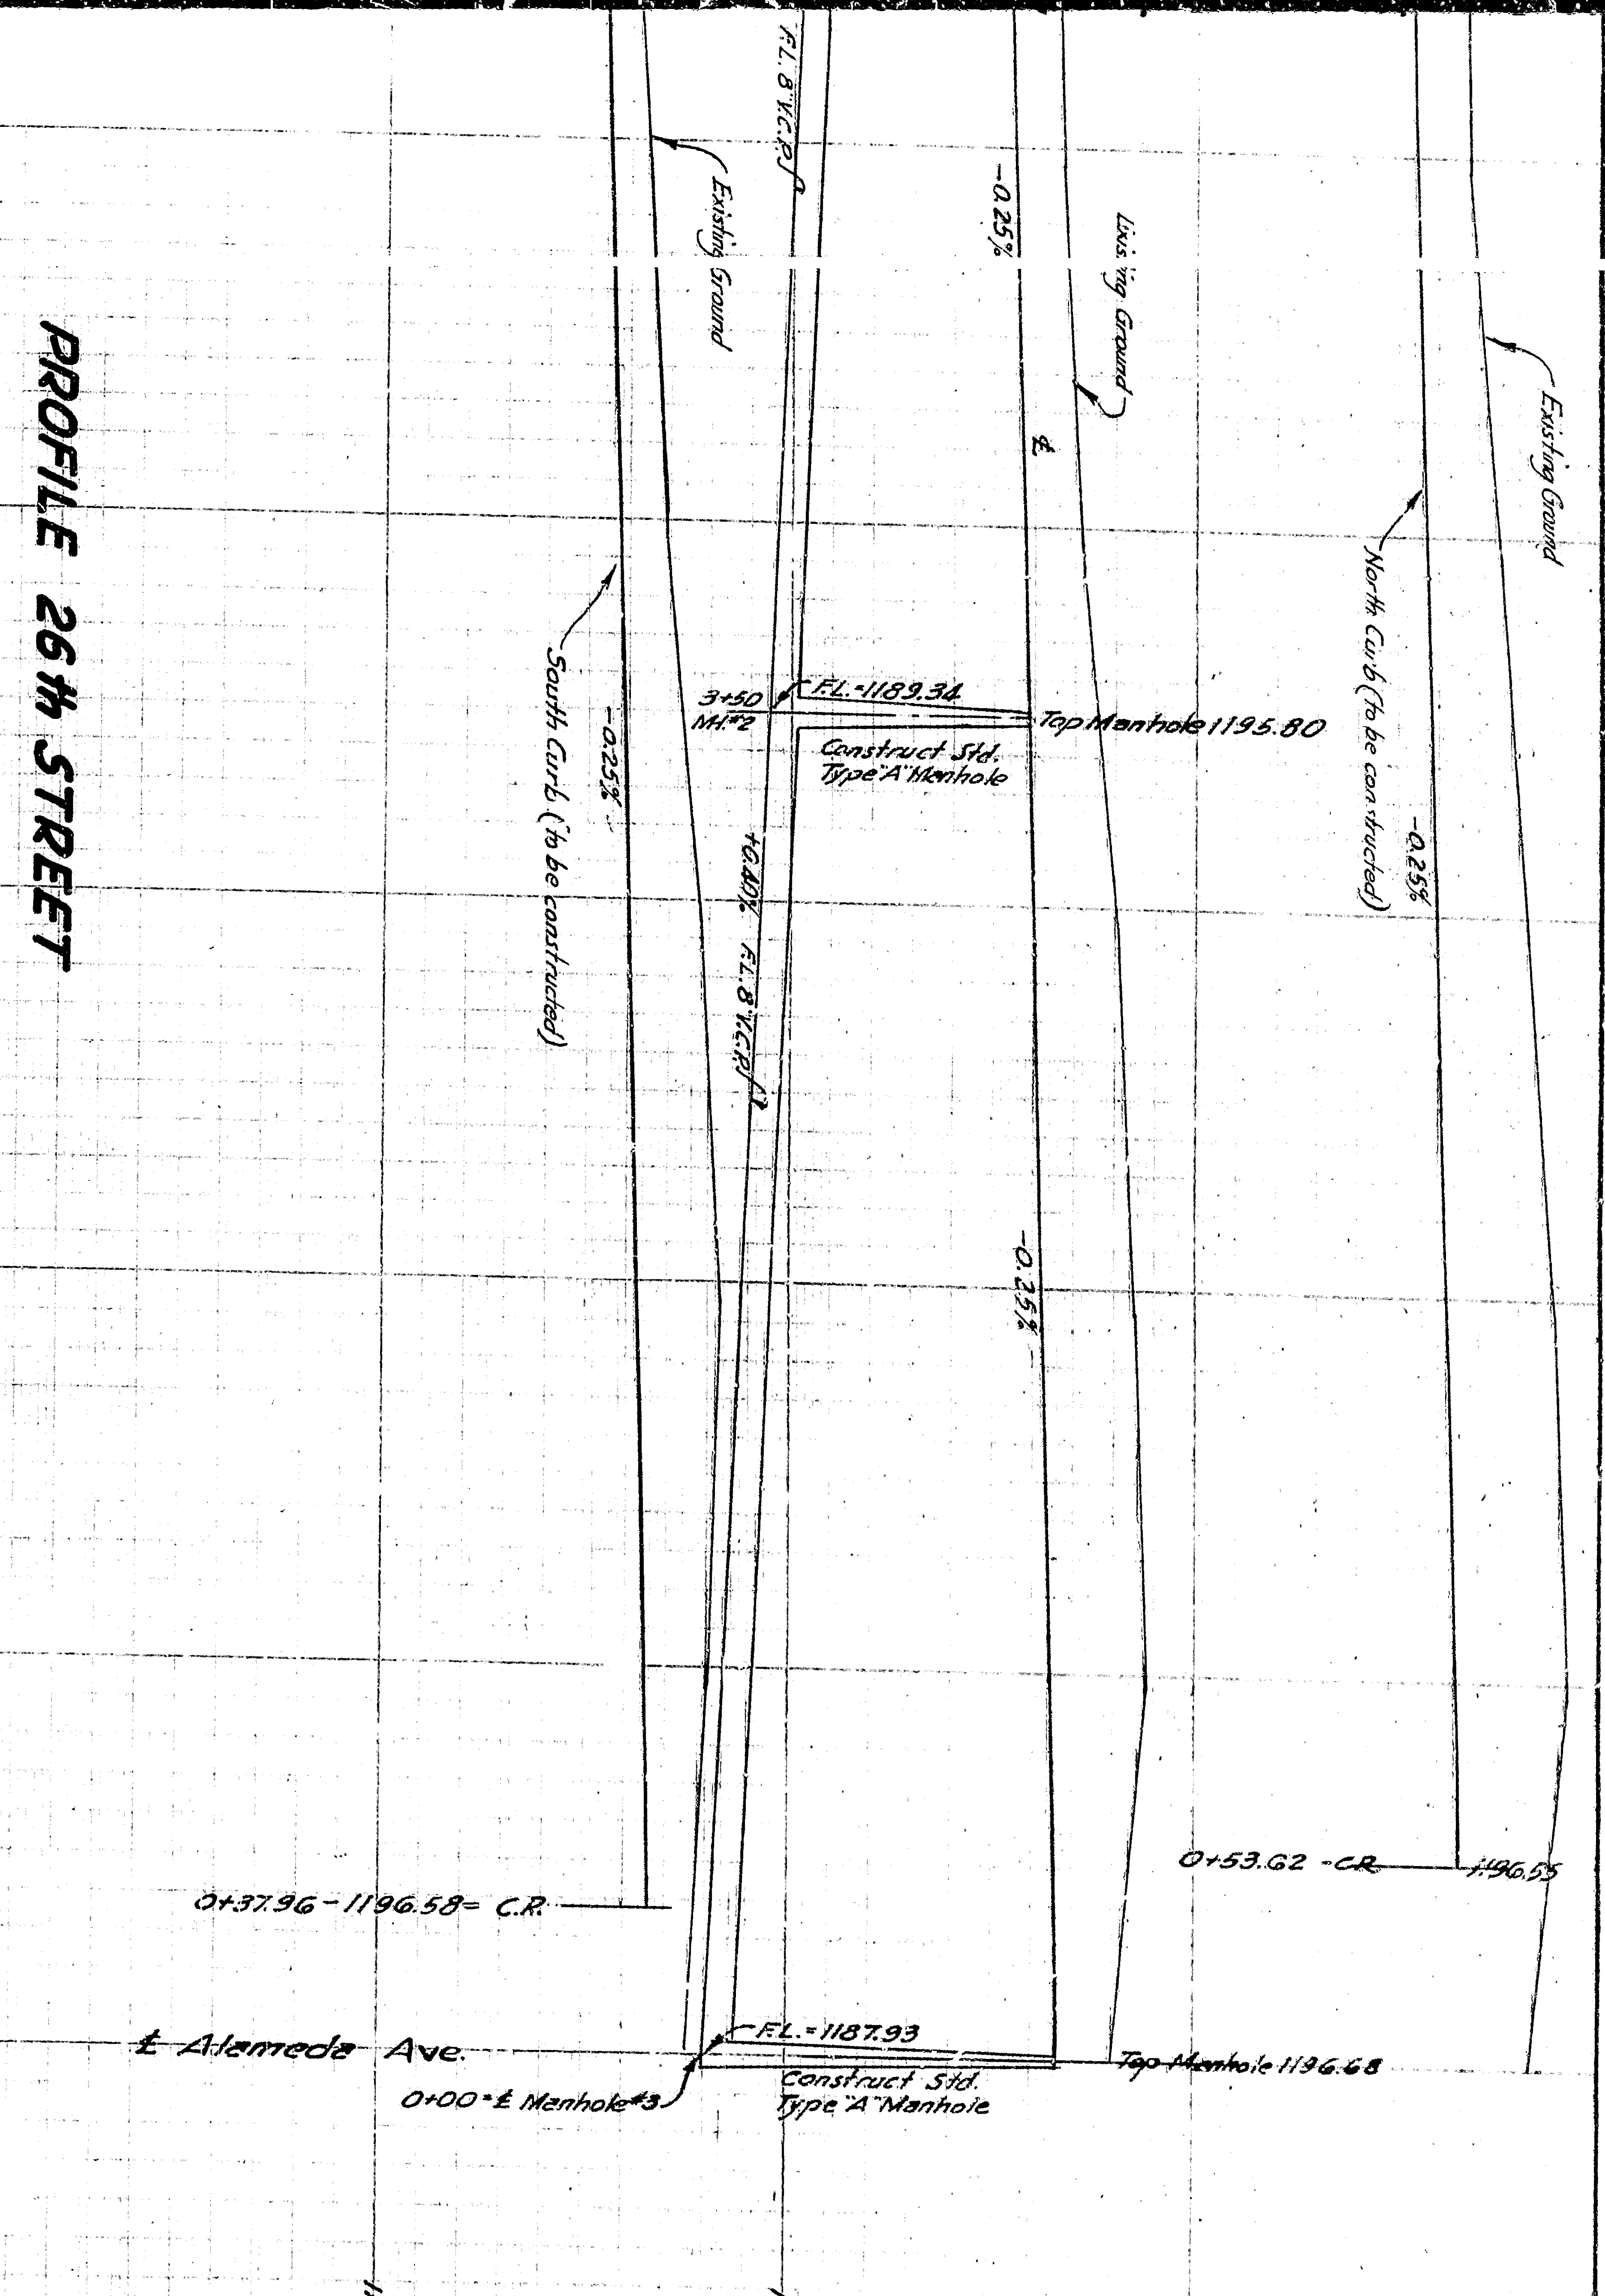 PROFILE 26th STREET
F.L. 8" V.C.P.
Existing Ground
-0.25%
Ground
℄
Existing Ground
North Curb (to be constructed)
-0.25%
South Curb (to be constructed)
-0.25%
3+50
M.H.#2
F.L.=1189.34
Top Manhole 1195.80
Construct Std.
Type "A" Manhole
+0.40% F.L. 8" V.C.P.
-0.25%
0+53.62 - C.R. 1196.55
0+37.96 - 1196.58 = C.R.
℄ Alameda Ave.
F.L.=1187.93
Top Manhole 1196.68
0+00=℄ Manhole#3
Construct Std.
Type "A" Manhole